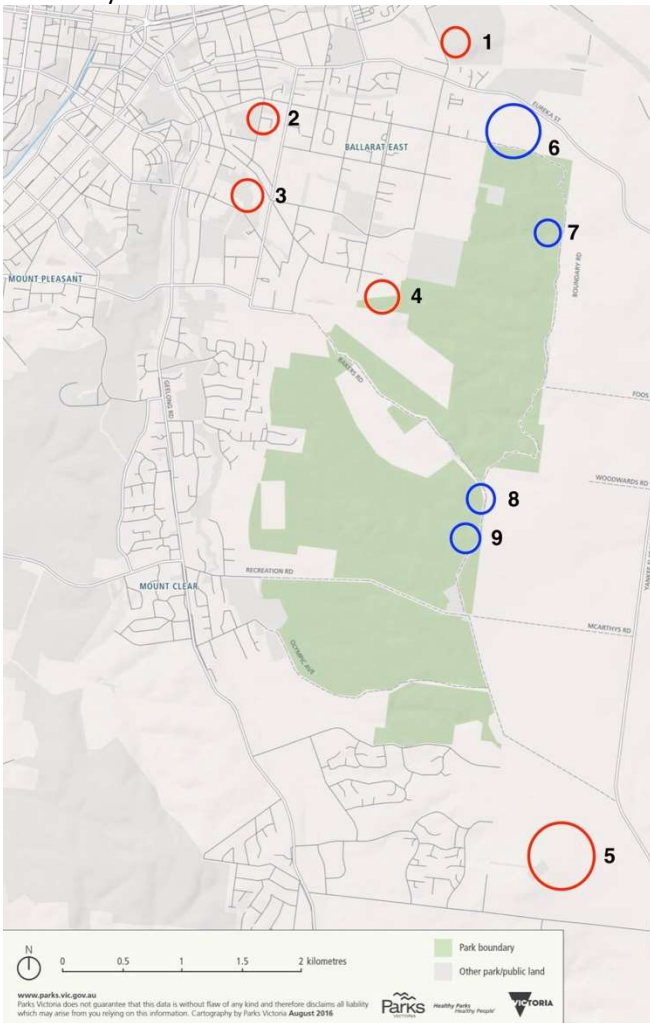 1
EUREKA ST
2
6
BALLARAT EAST
3
7
MOUNT PLEASANT
BOUNDARY RD
4
BAKERS RD
GEELONG RD
FOOS
WOODWARDS RD
8
9
RECREATION RD
MOUNT CLEAR
MCARTHYS RD
OLYMPIC AVE
5
N
0 0.5 1 1.5 2 kilometres
Park boundary
Other park/public land
www.parks.vic.gov.au
Parks Victoria does not guarantee that this data is without flaw of any kind and therefore disclaims all liability
which may arise from you relying on this information. Cartography by Parks Victoria August 2016
Parks
VICTORIA
Healthy Parks
Healthy People
VICTORIA